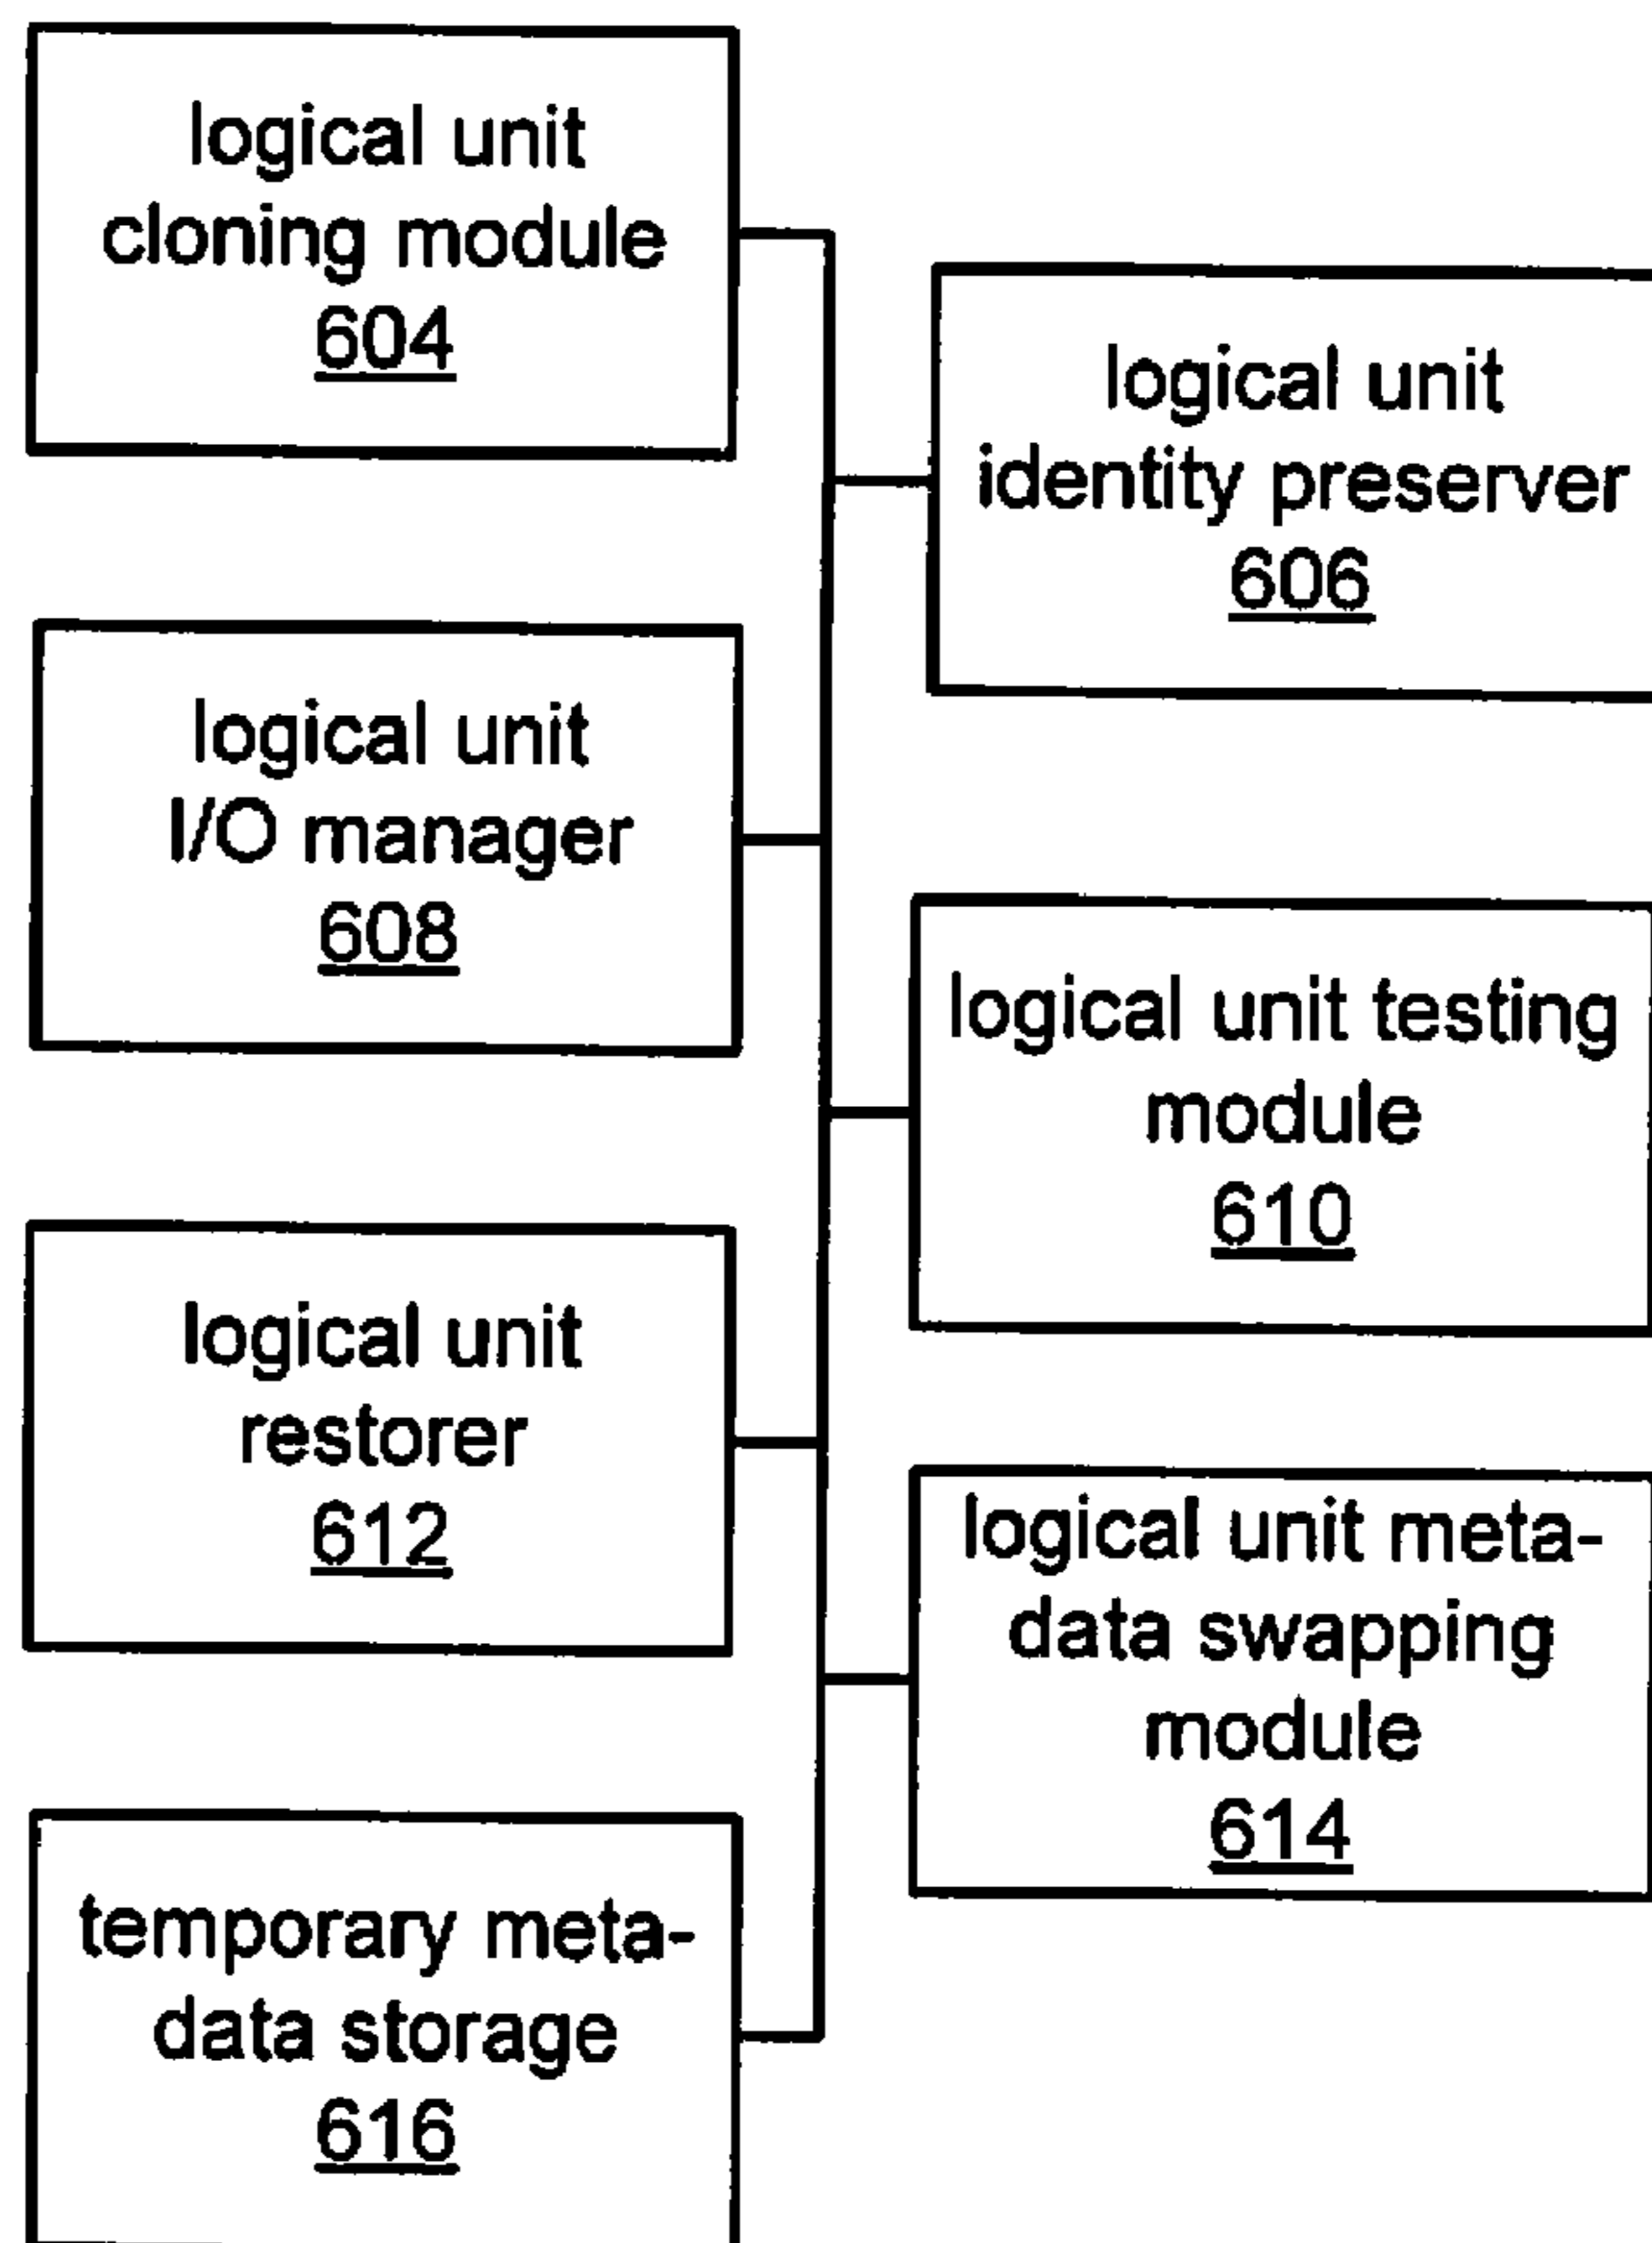 logical unit
cloning module
604
logical unit
identity preserver
606
logical unit
I/O manager
608
logical unit testing
module
610
logical unit
restorer
612
logical unit meta-
data swapping
module
614
temporary meta-
data storage
616